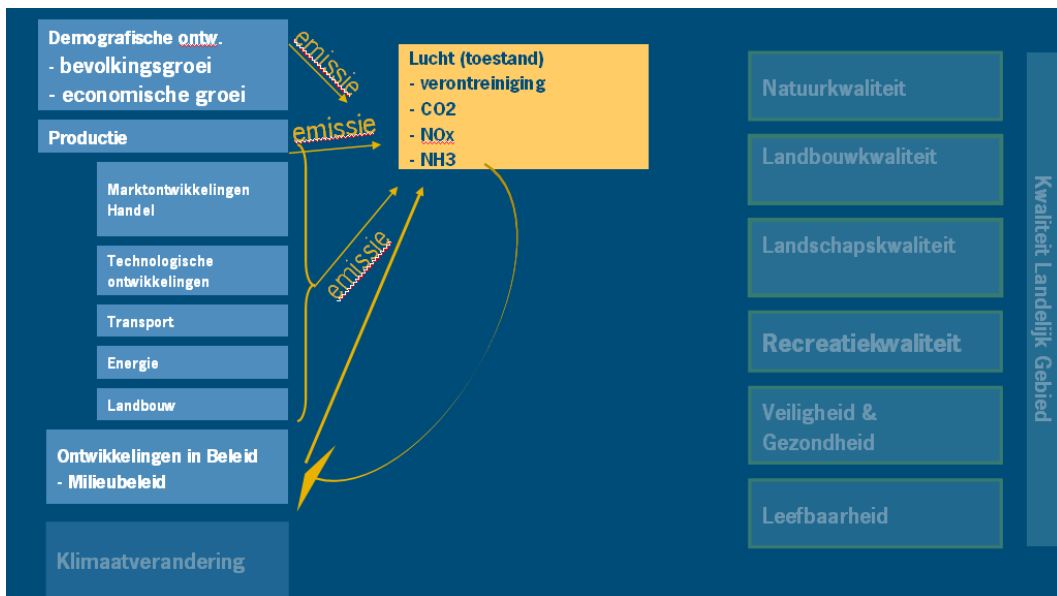 Demografische ontw.
- bevolkingsgroei
- economische groei
emissie
Productie
emissie
Marktontwikkelingen
Handel
Technologische
ontwikkelingen
Transport
Energie
Landbouw
emissie
Ontwikkelingen in Beleid
- Milieubeleid
Klimaatverandering
Lucht (toestand)
- verontreiniging
- CO2
- NOx
- NH3
Natuurkwaliteit
Landbouwkwaliteit
Landschapskwaliteit
Recreatiekwaliteit
Veiligheid &
Gezondheid
Leefbaarheid
Kwaliteit Landelijk Gebied